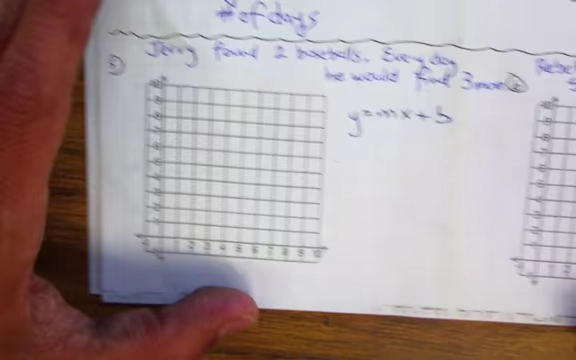 # of days
Jerry found 2 baseballs. Every day
he would find 3 more
y=mx+b
1 2 3 4 5 6 7 8 9 10